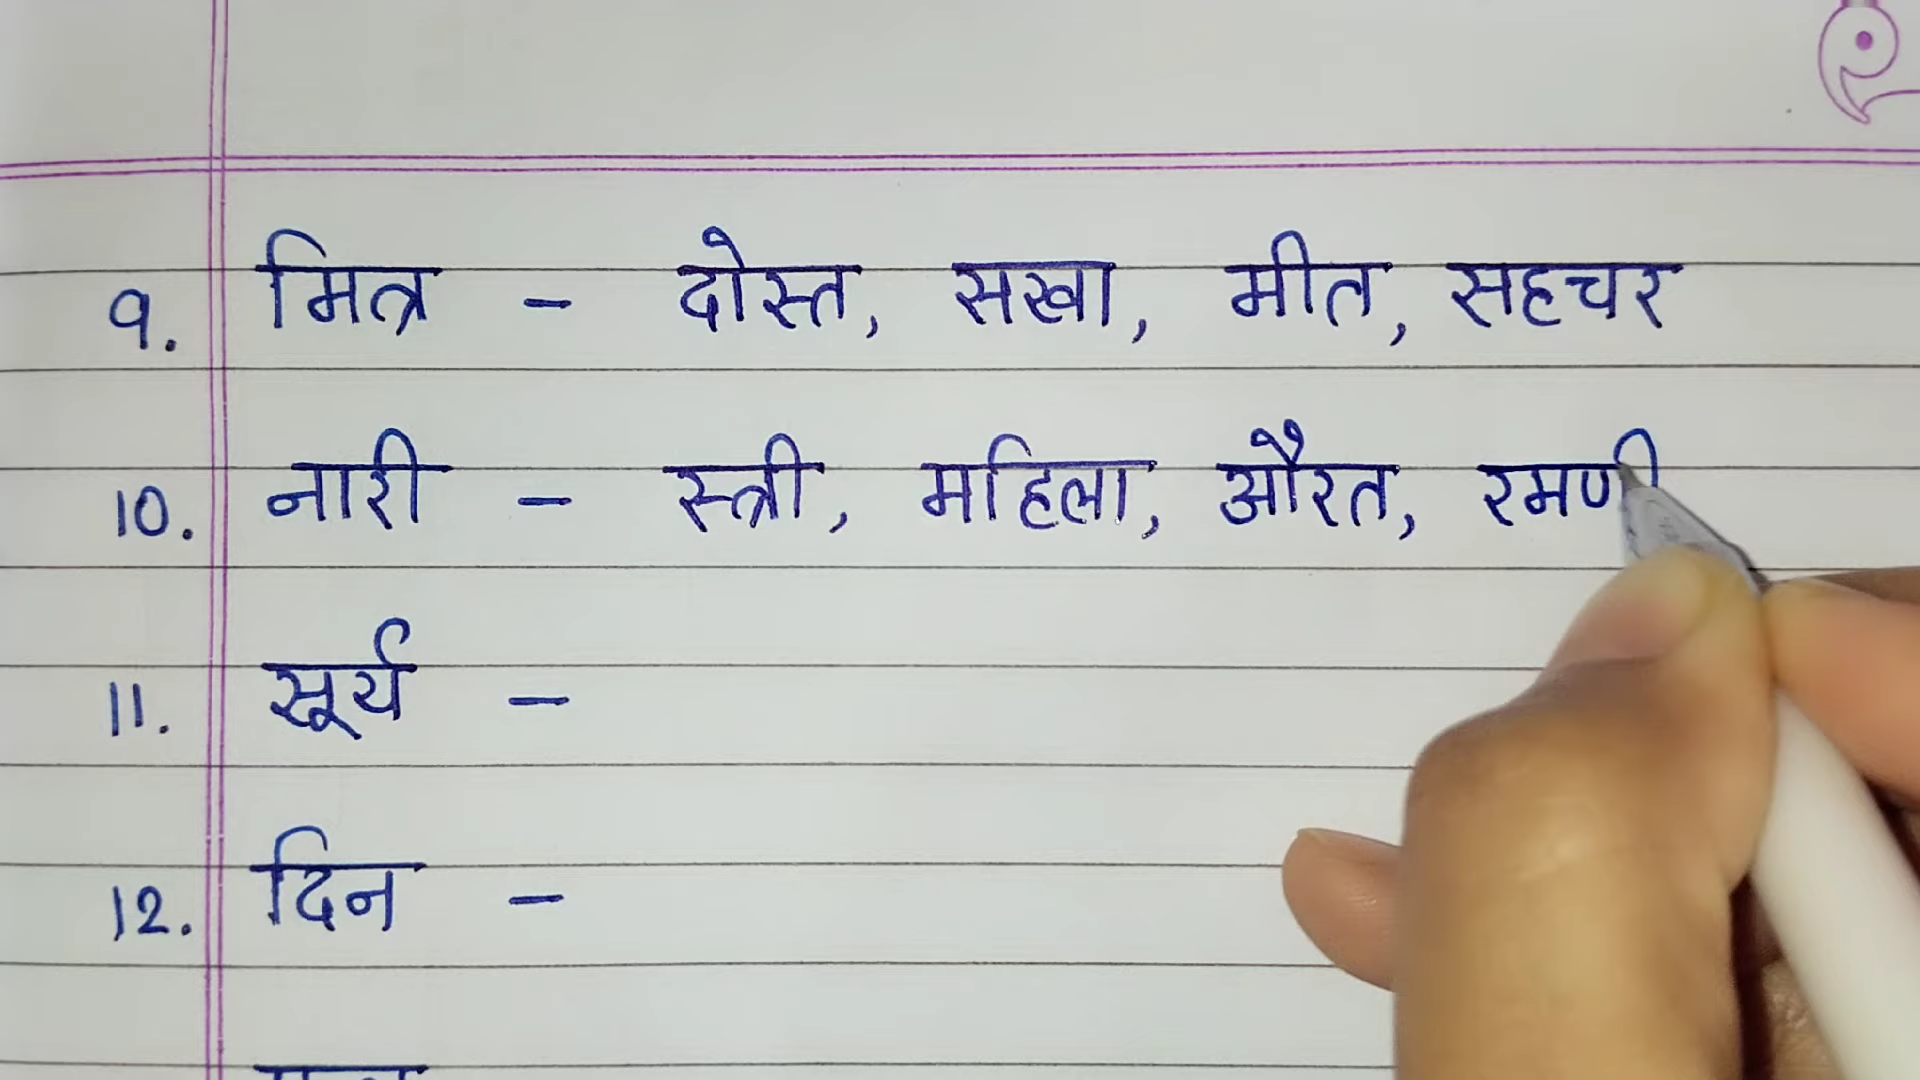 9. मित्र - दोस्त, सखा, मीत, सहचर
10. नारी - स्त्री, महिला, औरत, रमणी
11. सूर्य -
12. दिन -